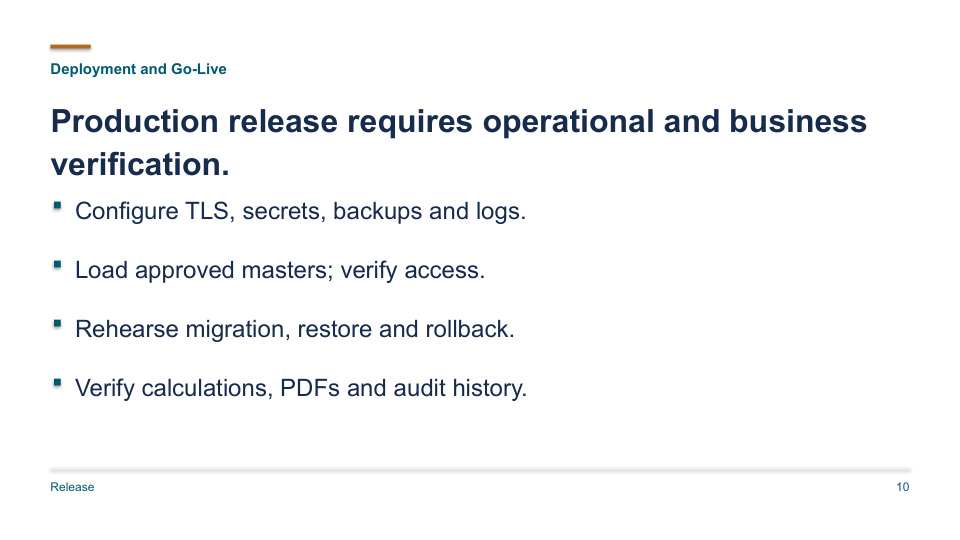 Deployment and Go-Live
Production release requires operational and business
verification.
Configure TLS, secrets, backups and logs.
Load approved masters; verify access.
Rehearse migration, restore and rollback.
Verify calculations, PDFs and audit history.
Release
10